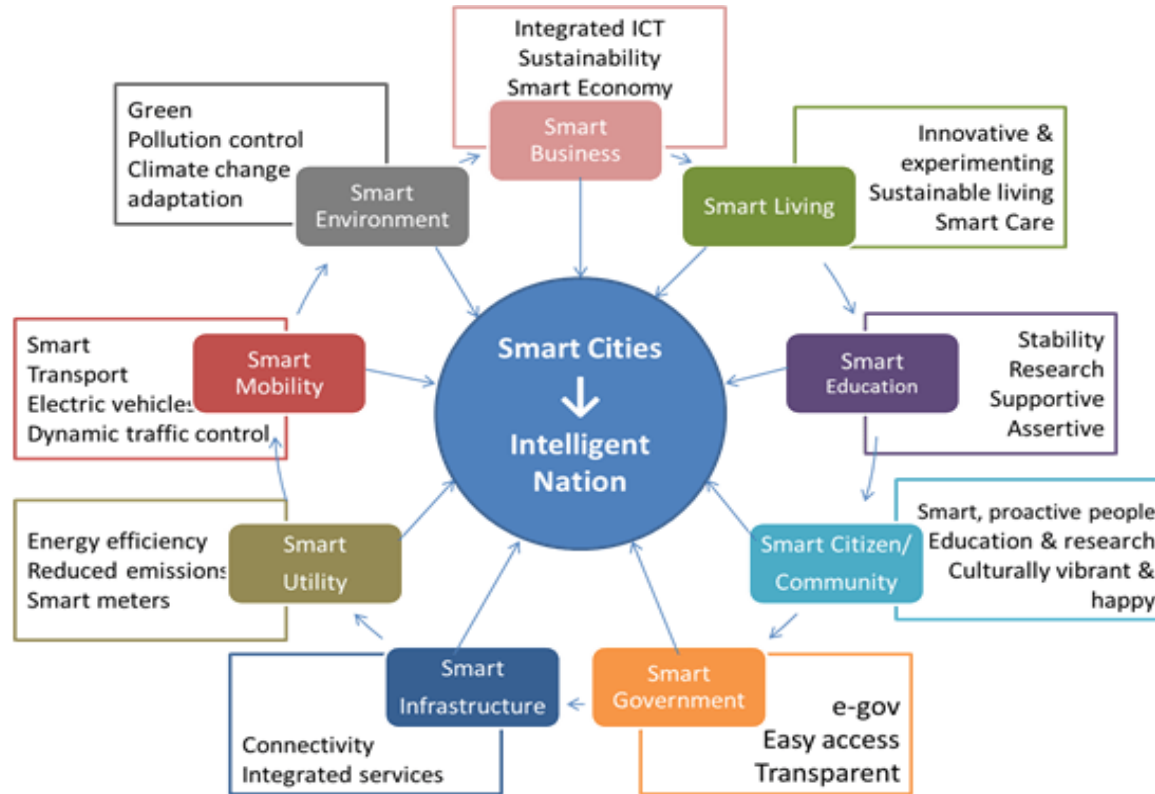 Integrated ICT
Sustainability
Smart Economy
Smart
Business
Innovative &
experimenting
Sustainable living
Smart Care
Smart Living
Stability
Research
Supportive
Assertive
Smart
Education
Smart, proactive people
Education & research
Culturally vibrant &
happy
Smart Citizen/
Community
e-gov
Easy access
Transparent
Smart
Government
Connectivity
Integrated services
Smart
Infrastructure
Energy efficiency
Reduced emissions
Smart meters
Smart
Utility
Smart
Transport
Electric vehicles
Dynamic traffic control
Smart
Mobility
Green
Pollution control
Climate change
adaptation
Smart
Environment
Smart Cities
Intelligent
Nation